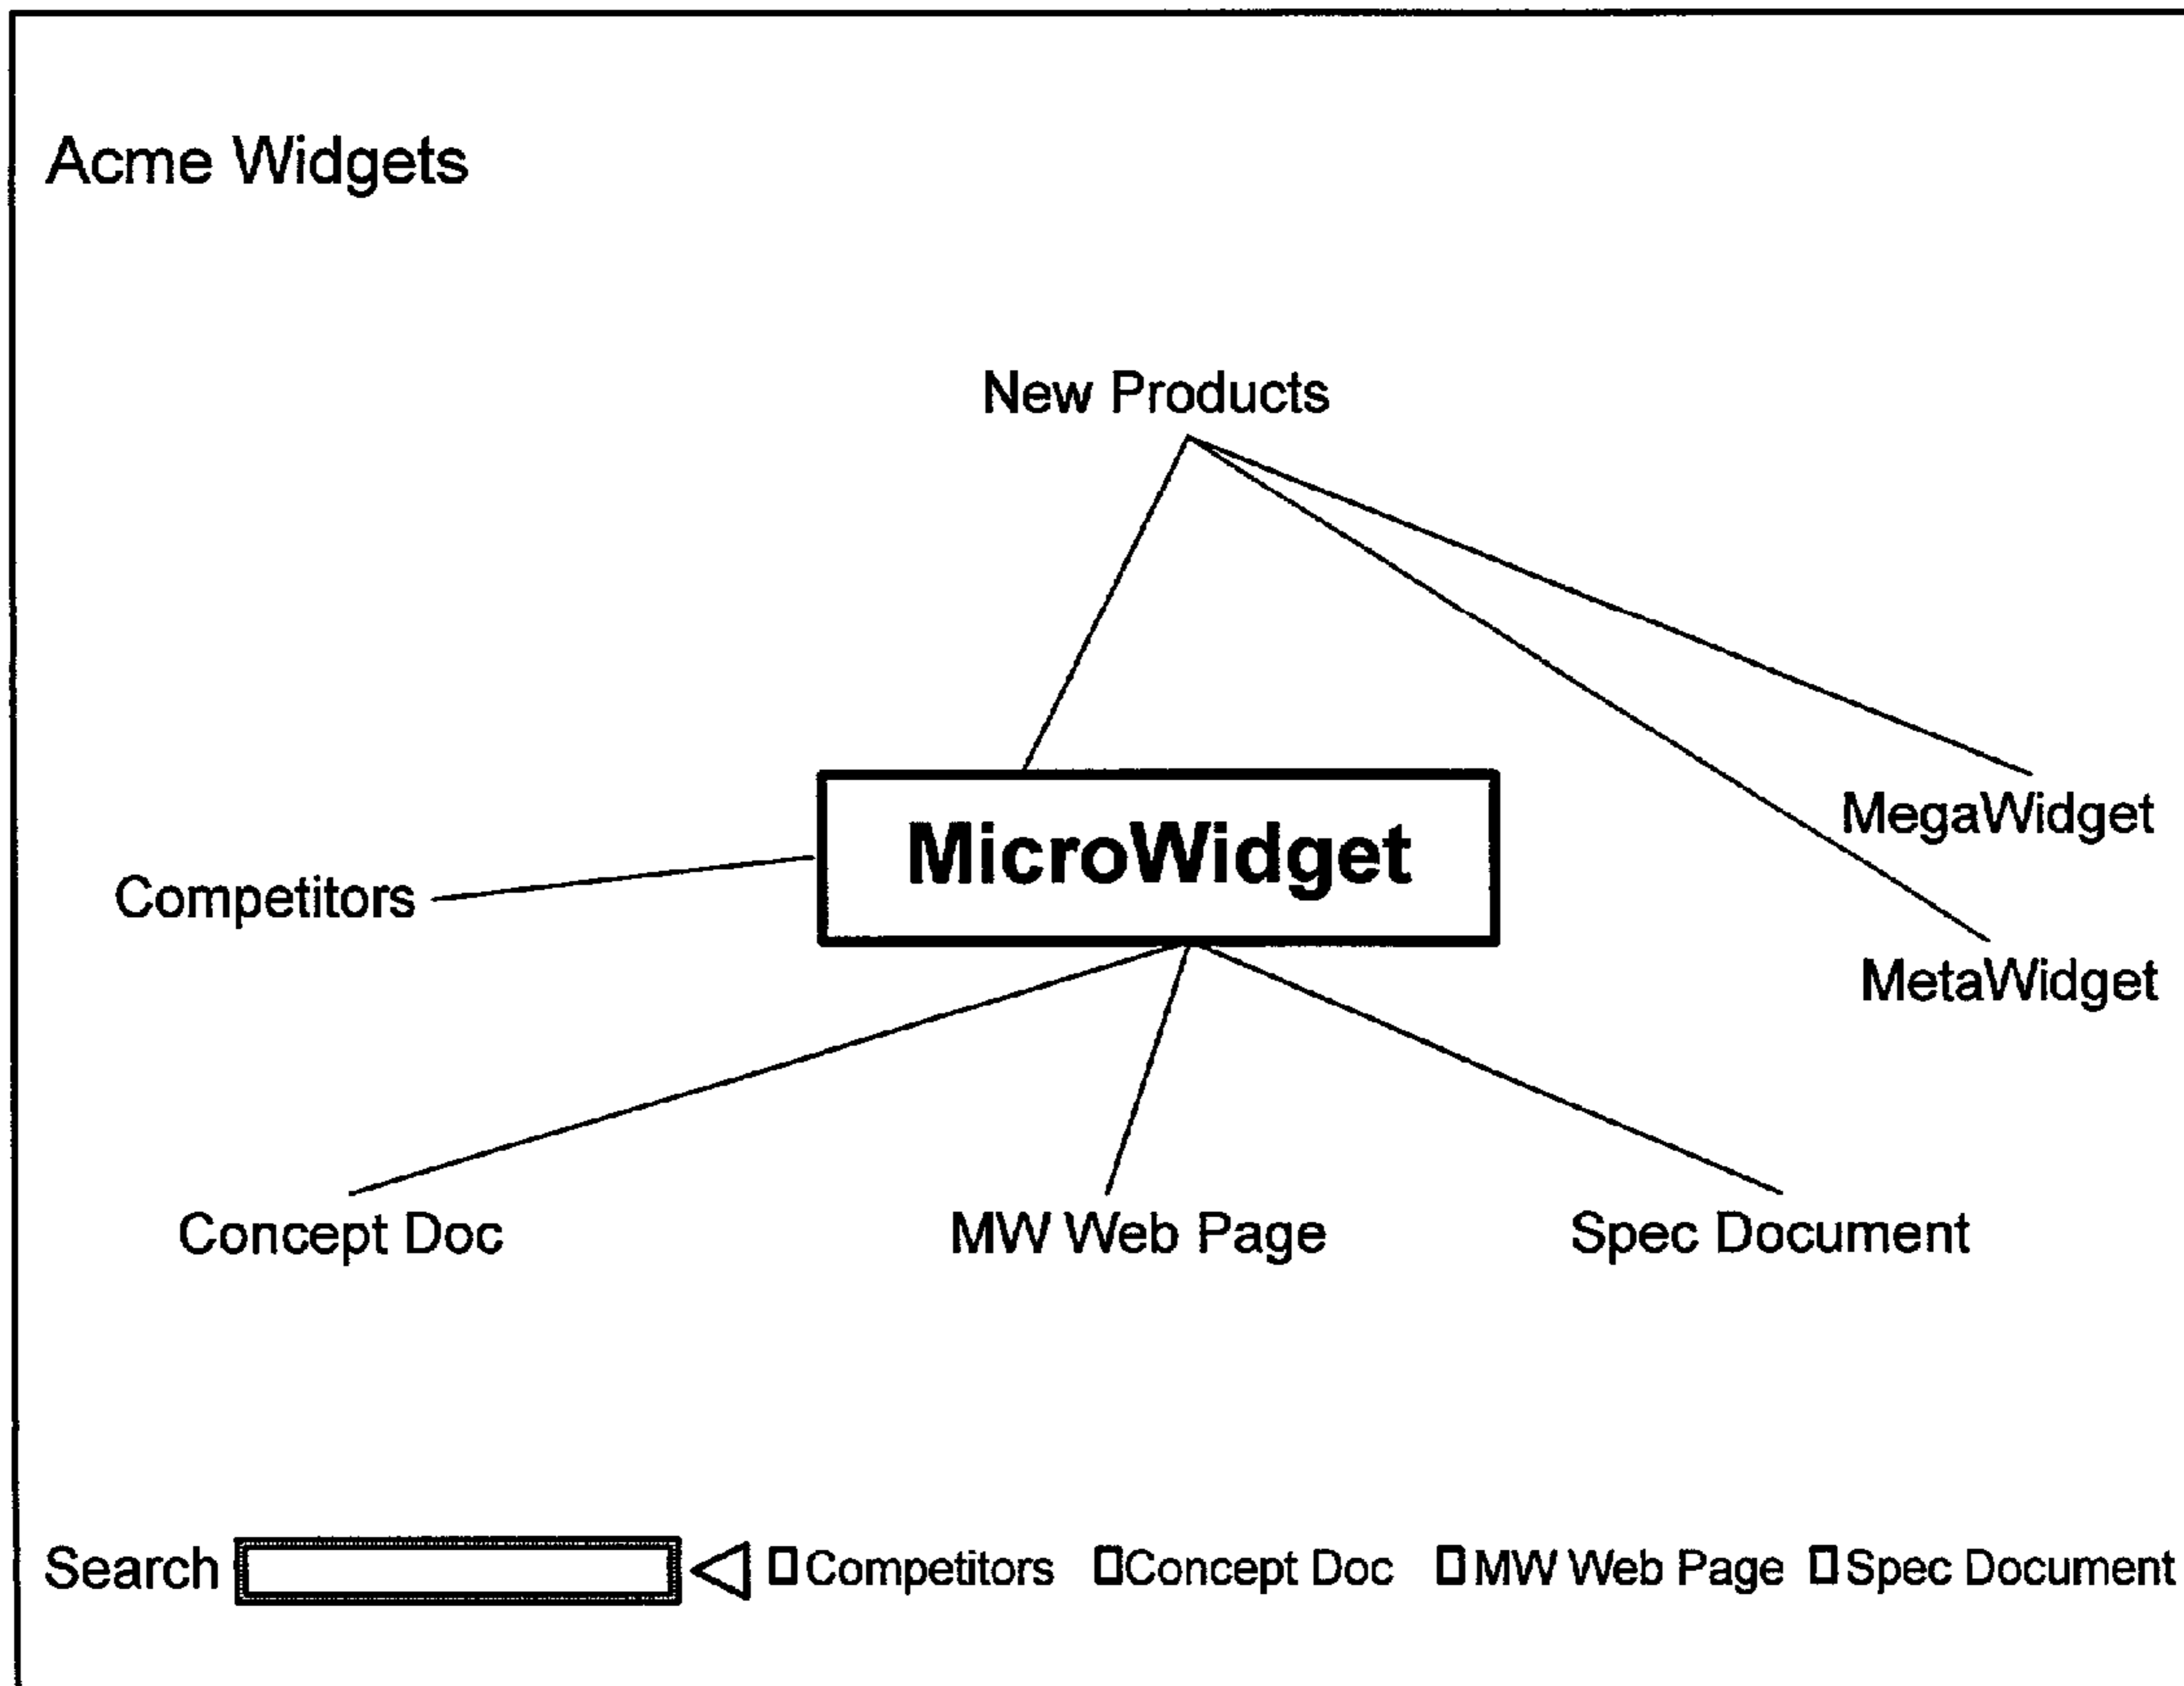 Acme Widgets
New Products
MegaWidget
MicroWidget
Competitors
MetaWidget
Concept Doc MW Web Page Spec Document
Search Competitors Concept Doc MW Web Page Spec Document